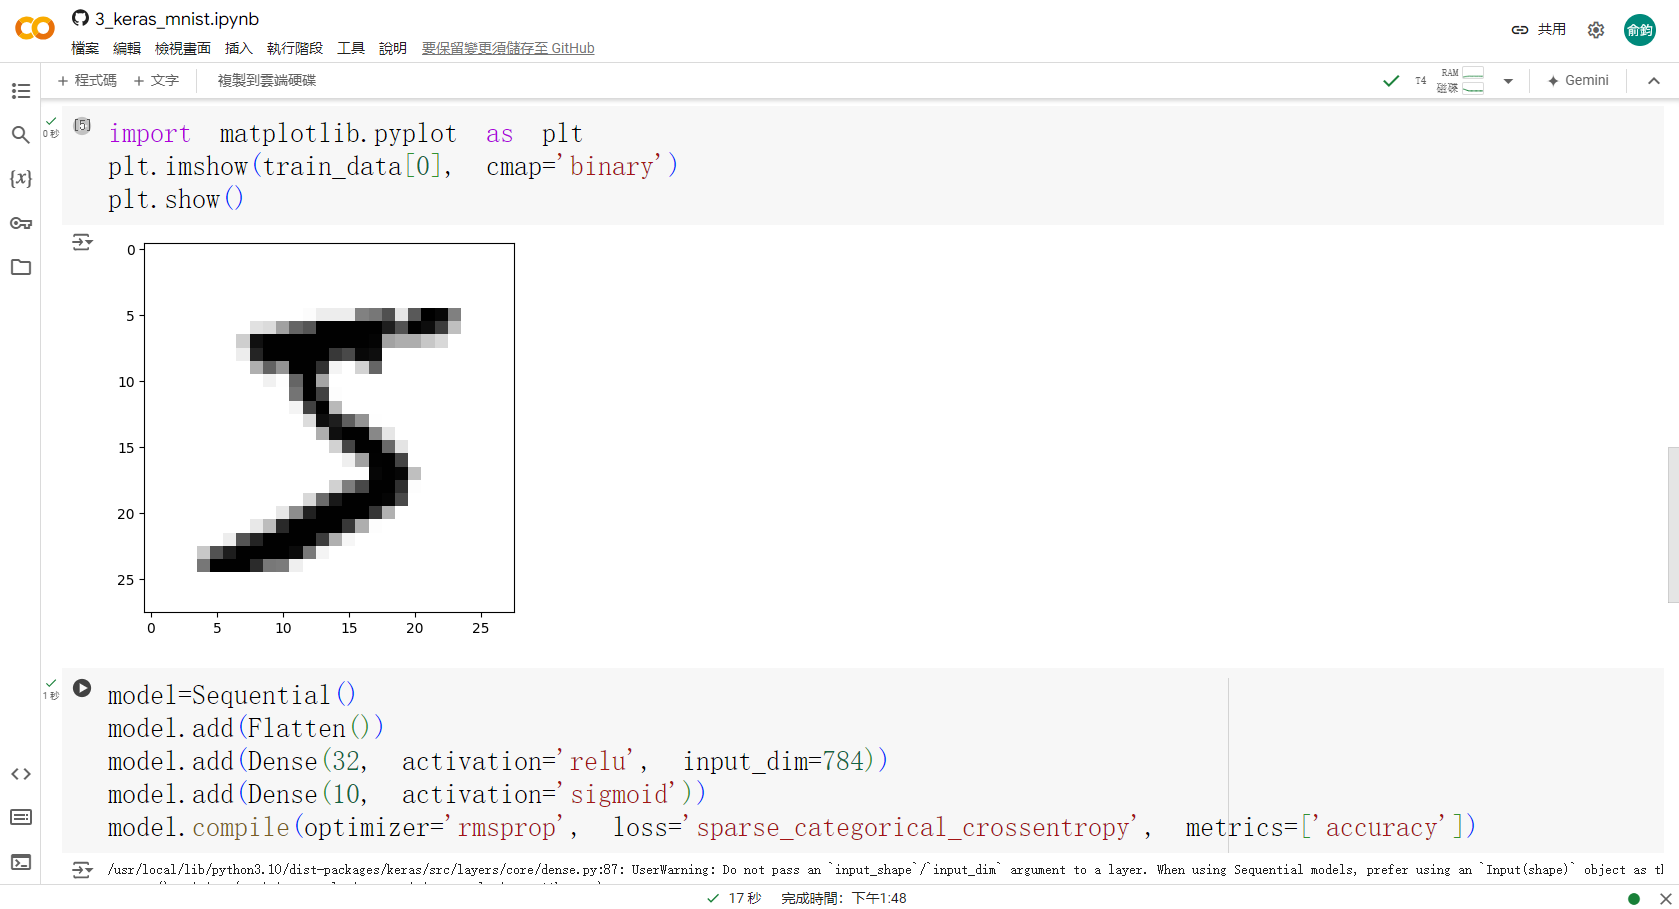 3_keras_mnist.ipynb
檔案 編輯 檢視畫面 插入 執行階段 工具 說明 要保留變更須儲存至 GitHub
共用
俞鈞
+ 程式碼 + 文字 複製到雲端硬碟
T4 RAM 磁碟
Gemini
0 秒
[5]
import matplotlib.pyplot as plt
plt.imshow(train_data[0], cmap='binary')
plt.show()
0
5
10
15
20
25
0 5 10 15 20 25
1 秒
model=Sequential()
model.add(Flatten())
model.add(Dense(32, activation='relu', input_dim=784))
model.add(Dense(10, activation='sigmoid'))
model.compile(optimizer='rmsprop', loss='sparse_categorical_crossentropy', metrics=['accuracy'])
/usr/local/lib/python3.10/dist-packages/keras/src/layers/core/dense.py:87: UserWarning: Do not pass an `input_shape`/`input_dim` argument to a layer. When using Sequential models, prefer using an `Input(shape)` object as th
17 秒 完成時間：下午1:48